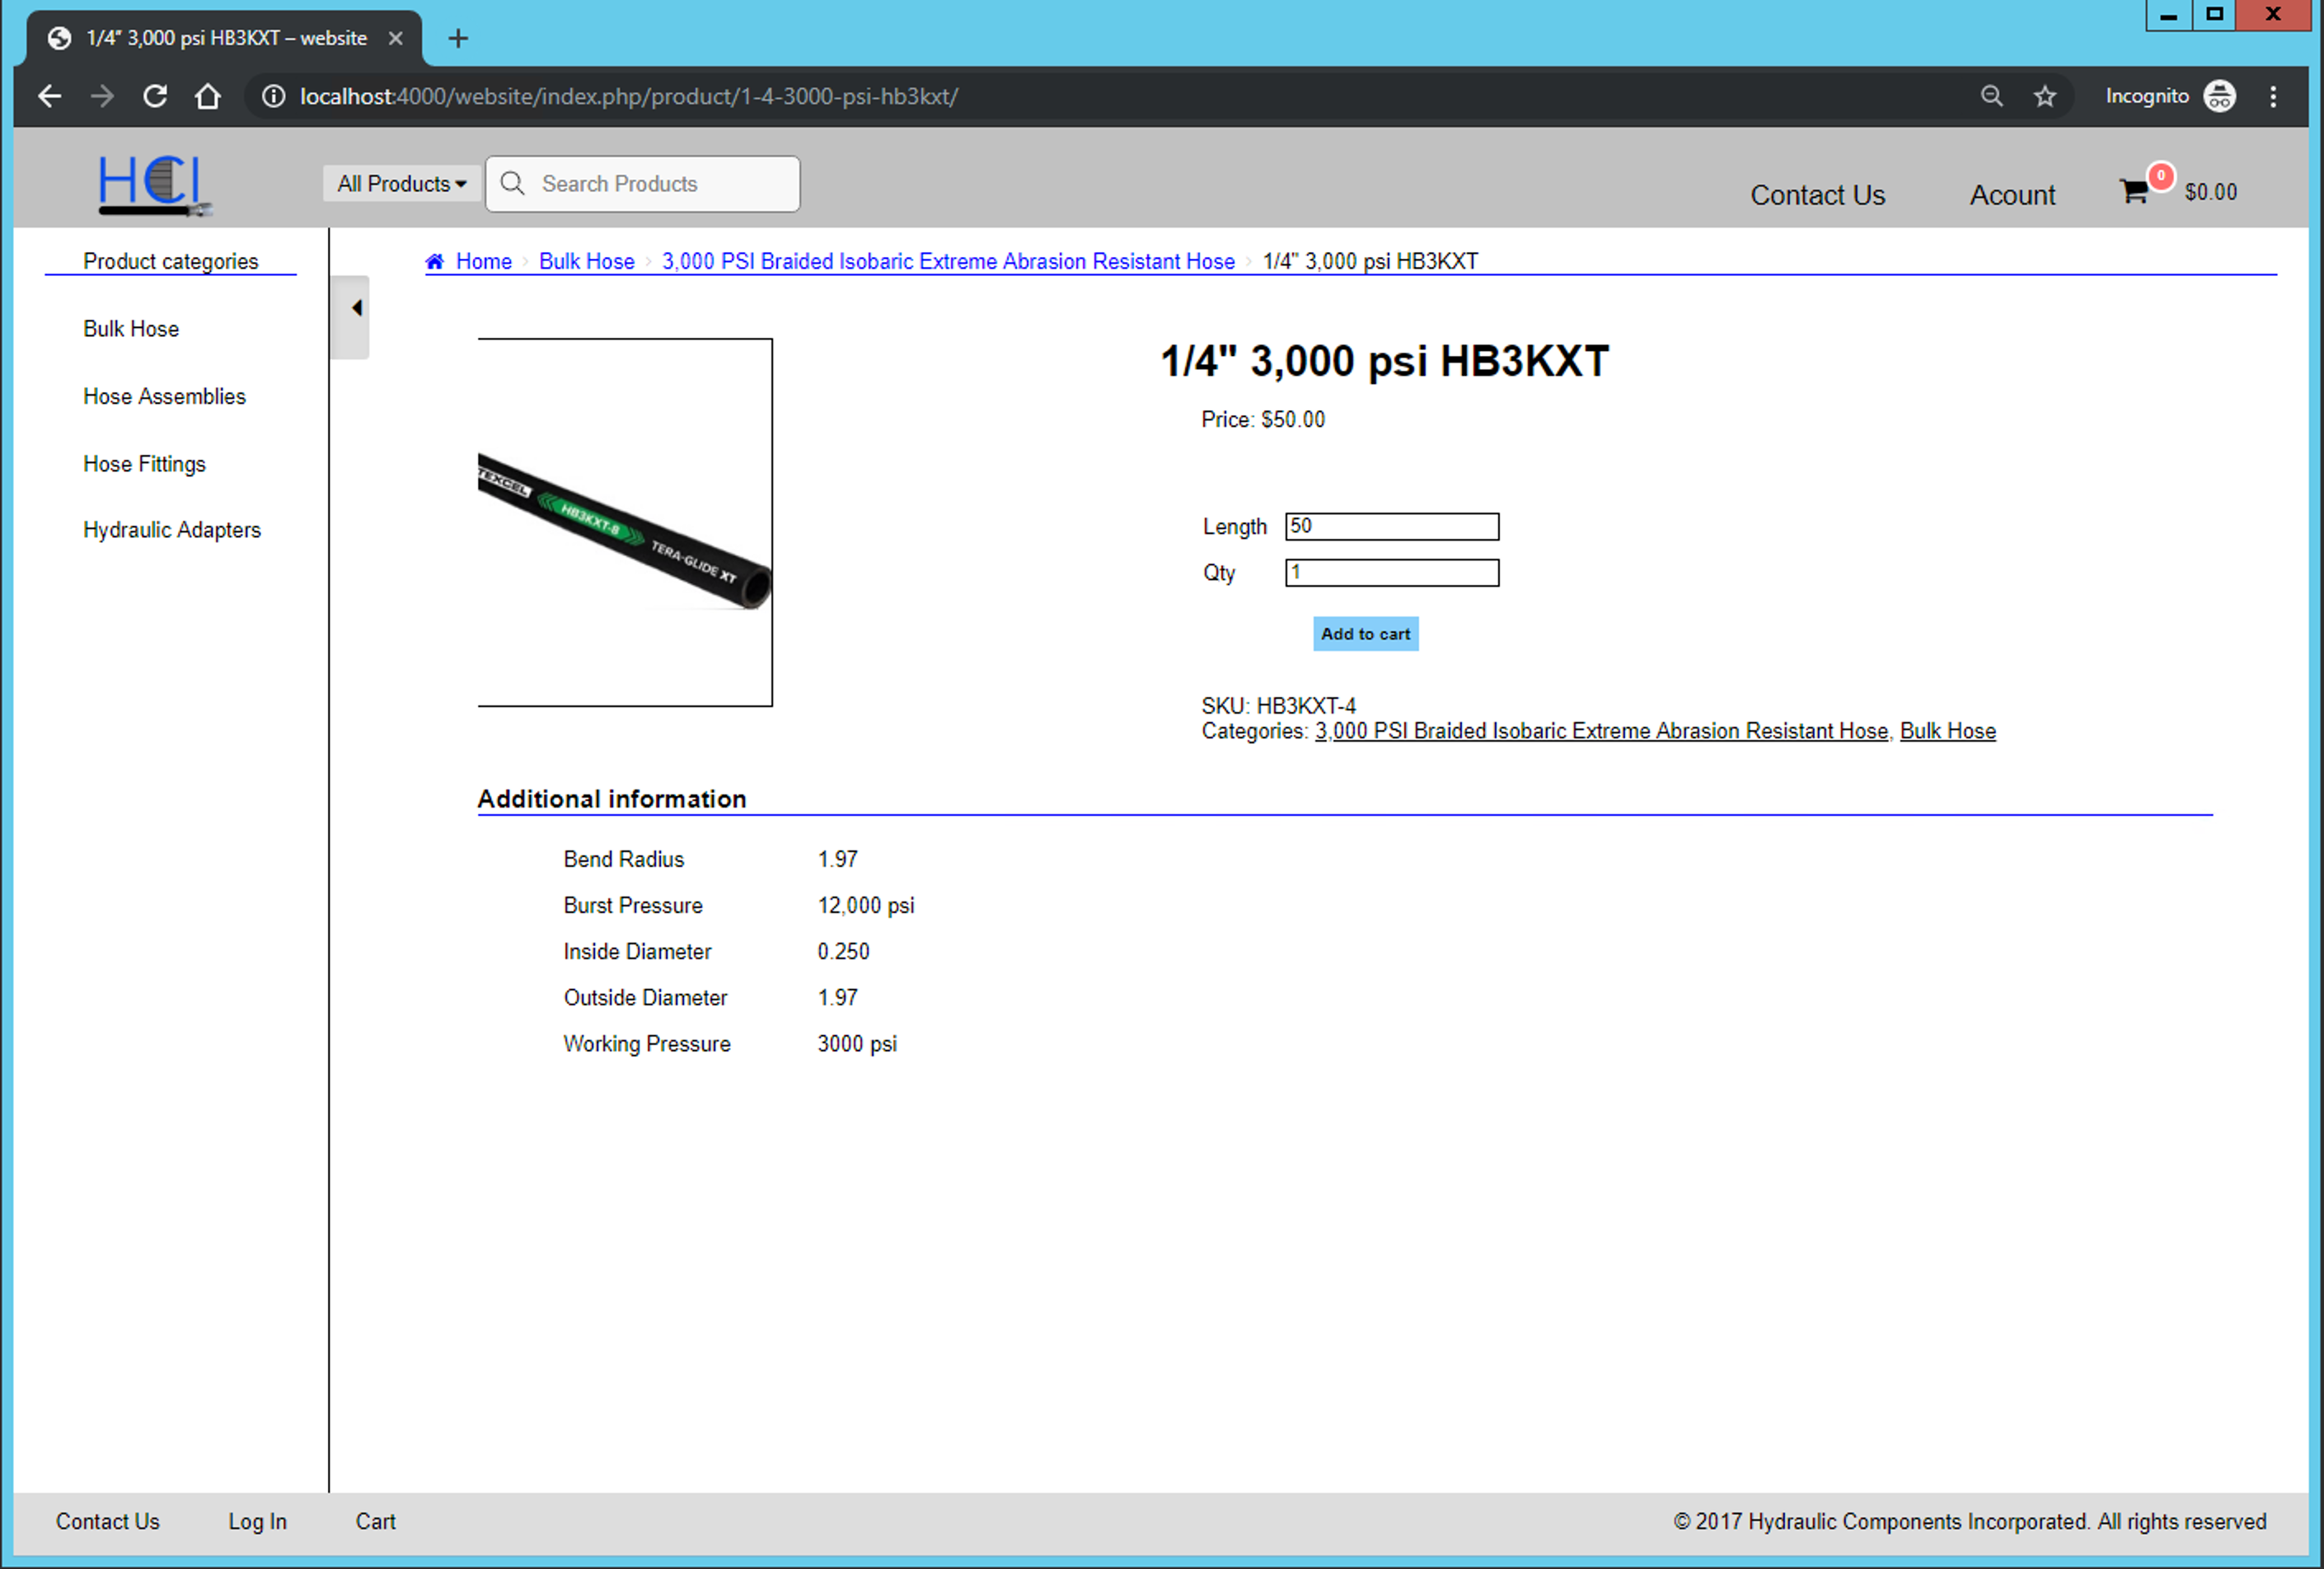 1/4″ 3,000 psi HB3KXT – website
localhost:4000/website/index.php/product/1-4-3000-psi-hb3kxt/
Incognito
HCI
All Products
Search Products
Contact Us
Acount
0
$0.00
Product categories
Bulk Hose
Hose Assemblies
Hose Fittings
Hydraulic Adapters
Home › Bulk Hose › 3,000 PSI Braided Isobaric Extreme Abrasion Resistant Hose › 1/4" 3,000 psi HB3KXT
TEXCEL HB3KXT-8 TERA-GLIDE XT
1/4" 3,000 psi HB3KXT
Price: $50.00
Length 50
Qty 1
Add to cart
SKU: HB3KXT-4
Categories: 3,000 PSI Braided Isobaric Extreme Abrasion Resistant Hose, Bulk Hose
Additional information
Bend Radius 1.97
Burst Pressure 12,000 psi
Inside Diameter 0.250
Outside Diameter 1.97
Working Pressure 3000 psi
Contact Us
Log In
Cart
© 2017 Hydraulic Components Incorporated. All rights reserved